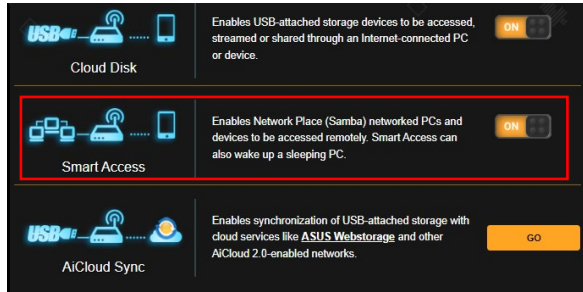 USB
Cloud Disk
Enables USB-attached storage devices to be accessed,
streamed or shared through an Internet-connected PC
or device.
ON
Smart Access
Enables Network Place (Samba) networked PCs and
devices to be accessed remotely. Smart Access can
also wake up a sleeping PC.
ON
USB
AiCloud Sync
Enables synchronization of USB-attached storage with
cloud services like ASUS Webstorage and other
AiCloud 2.0-enabled networks.
GO